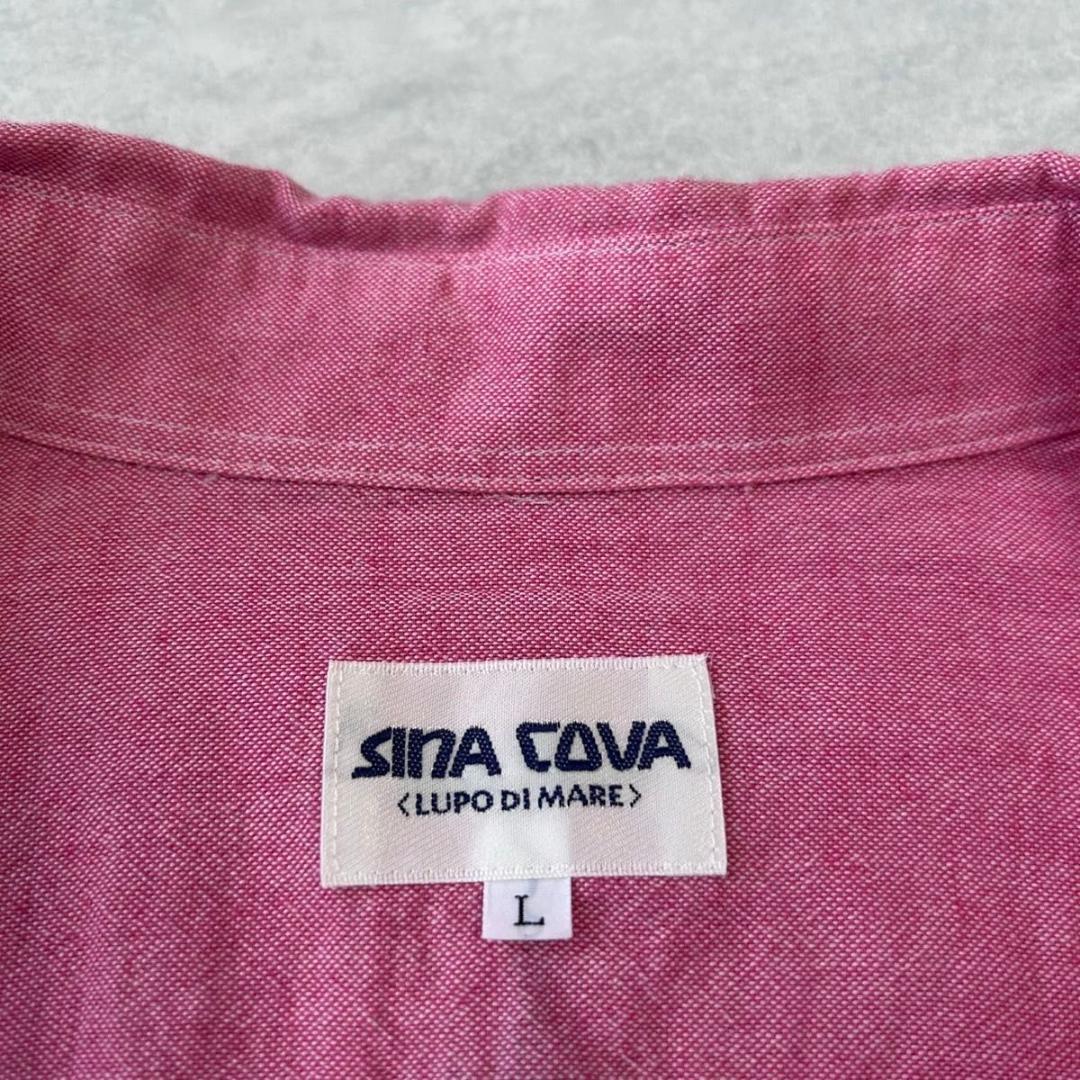 SINA COVA
<LUPO DI MARE>
L